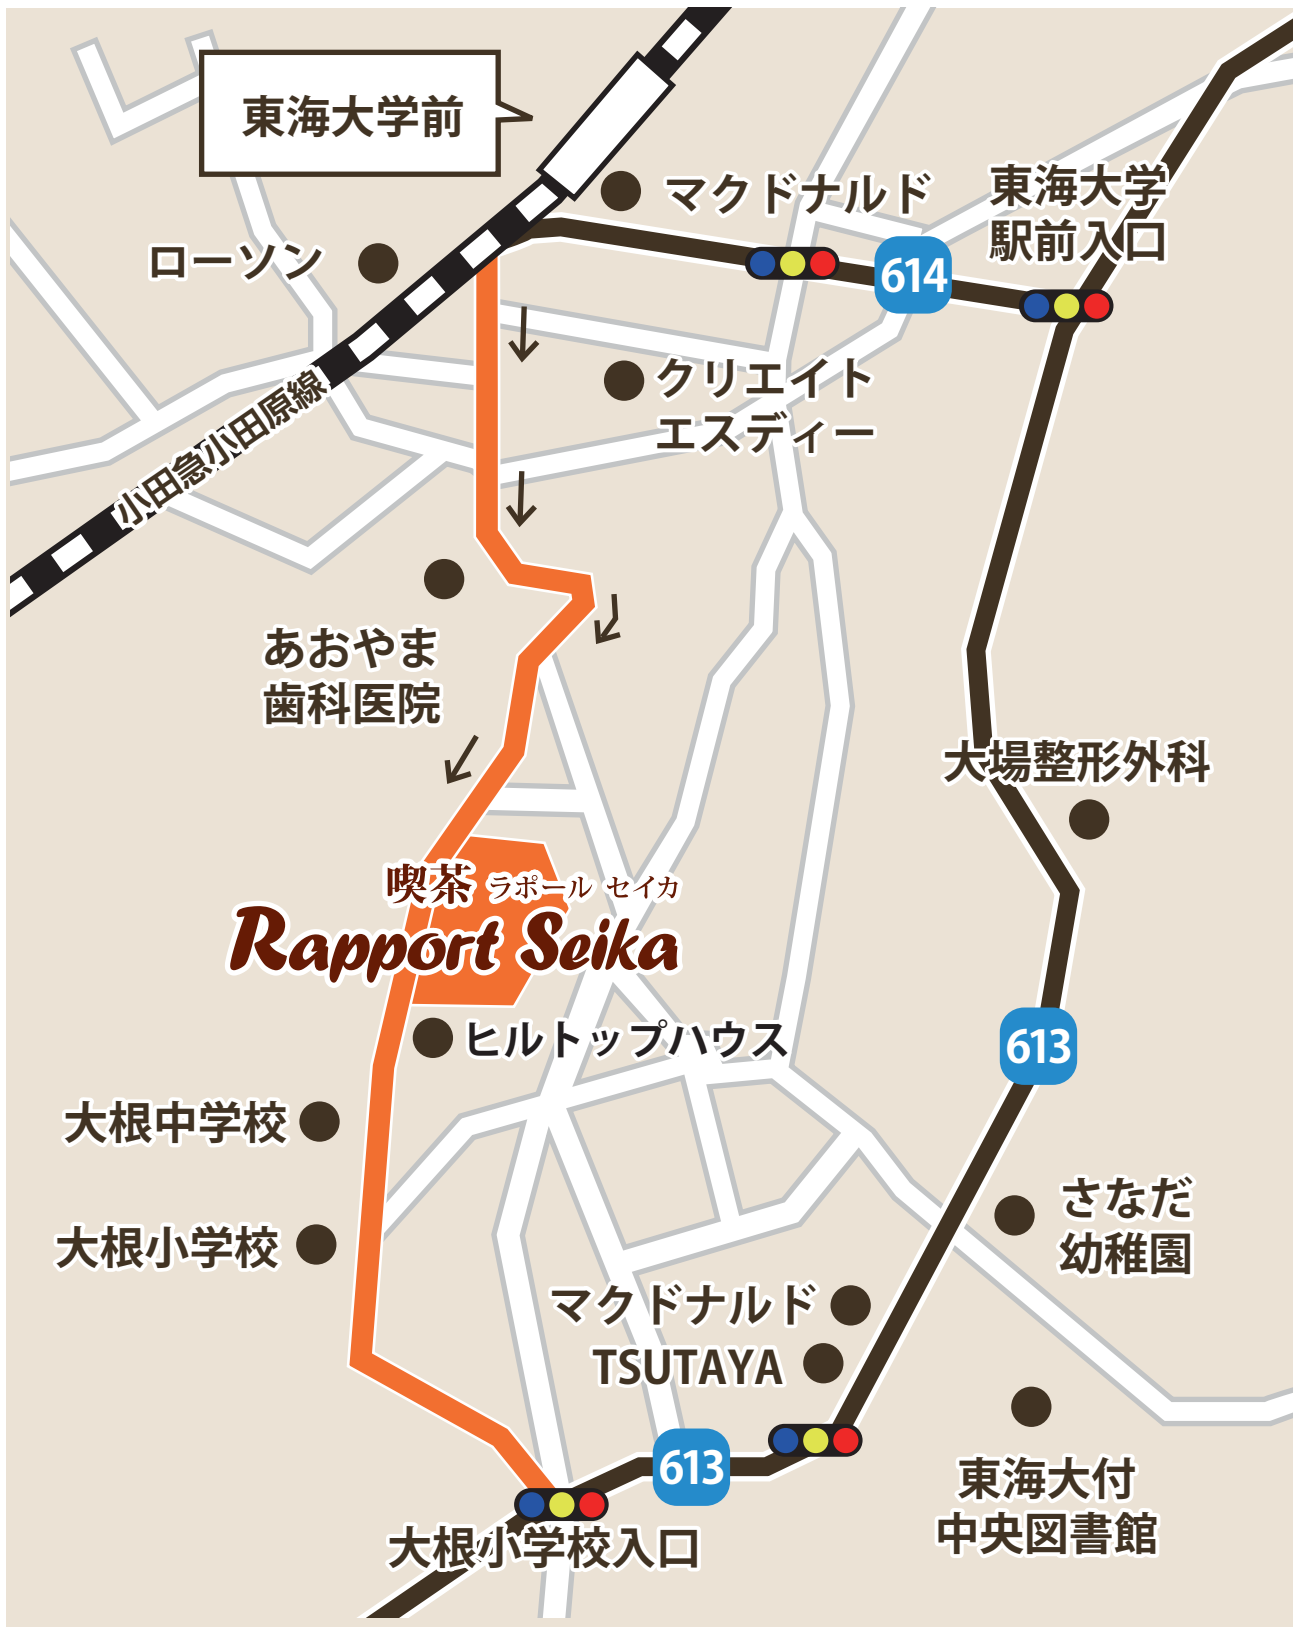 東海大学前
マクドナルド
東海大学
駅前入口
ローソン
614
クリエイト
エスディー
小田急小田原線
あおやま
歯科医院
大場整形外科
喫茶 ラポール セイカ
Rapport Seika
ヒルトップハウス
613
大根中学校
さなだ
幼稚園
大根小学校
マクドナルド
TSUTAYA
613
東海大付
中央図書館
大根小学校入口